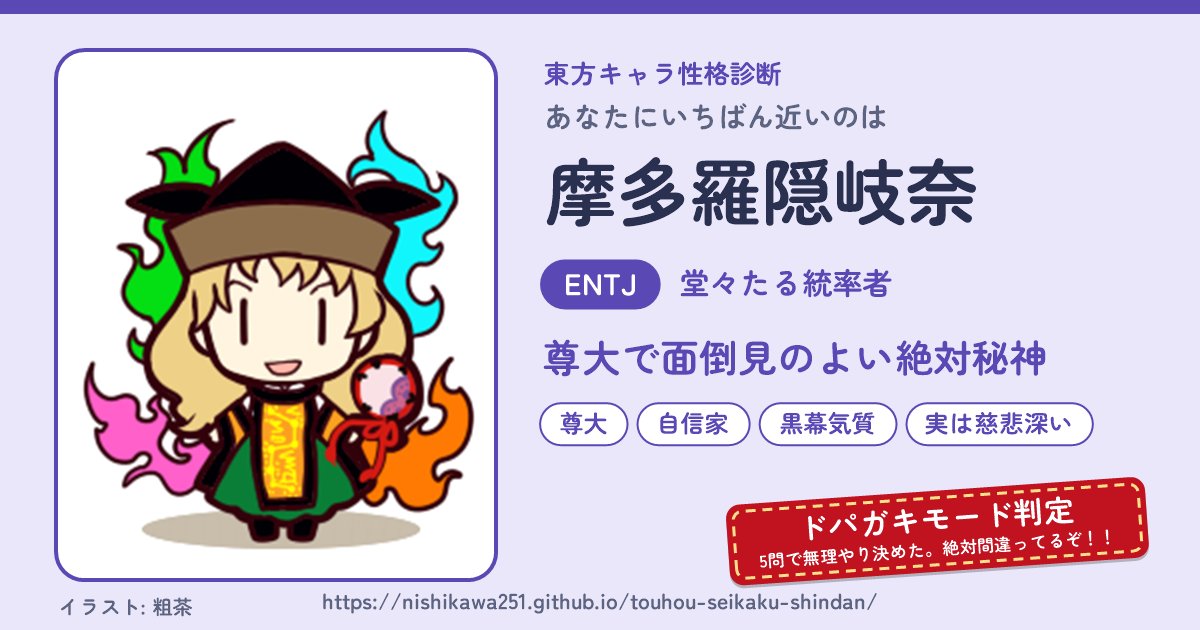 東方キャラ性格診断
あなたにいちばん近いのは
摩多羅隠岐奈
ENTJ 堂々たる統率者
尊大で面倒見のよい絶対秘神
尊大 自信家 黒幕気質 実は慈悲深い
ドパガキモード判定
5問で無理やり決めた。絶対間違ってるぞ！！
イラスト: 粗茶
https://nishikawa251.github.io/touhou-seikaku-shindan/